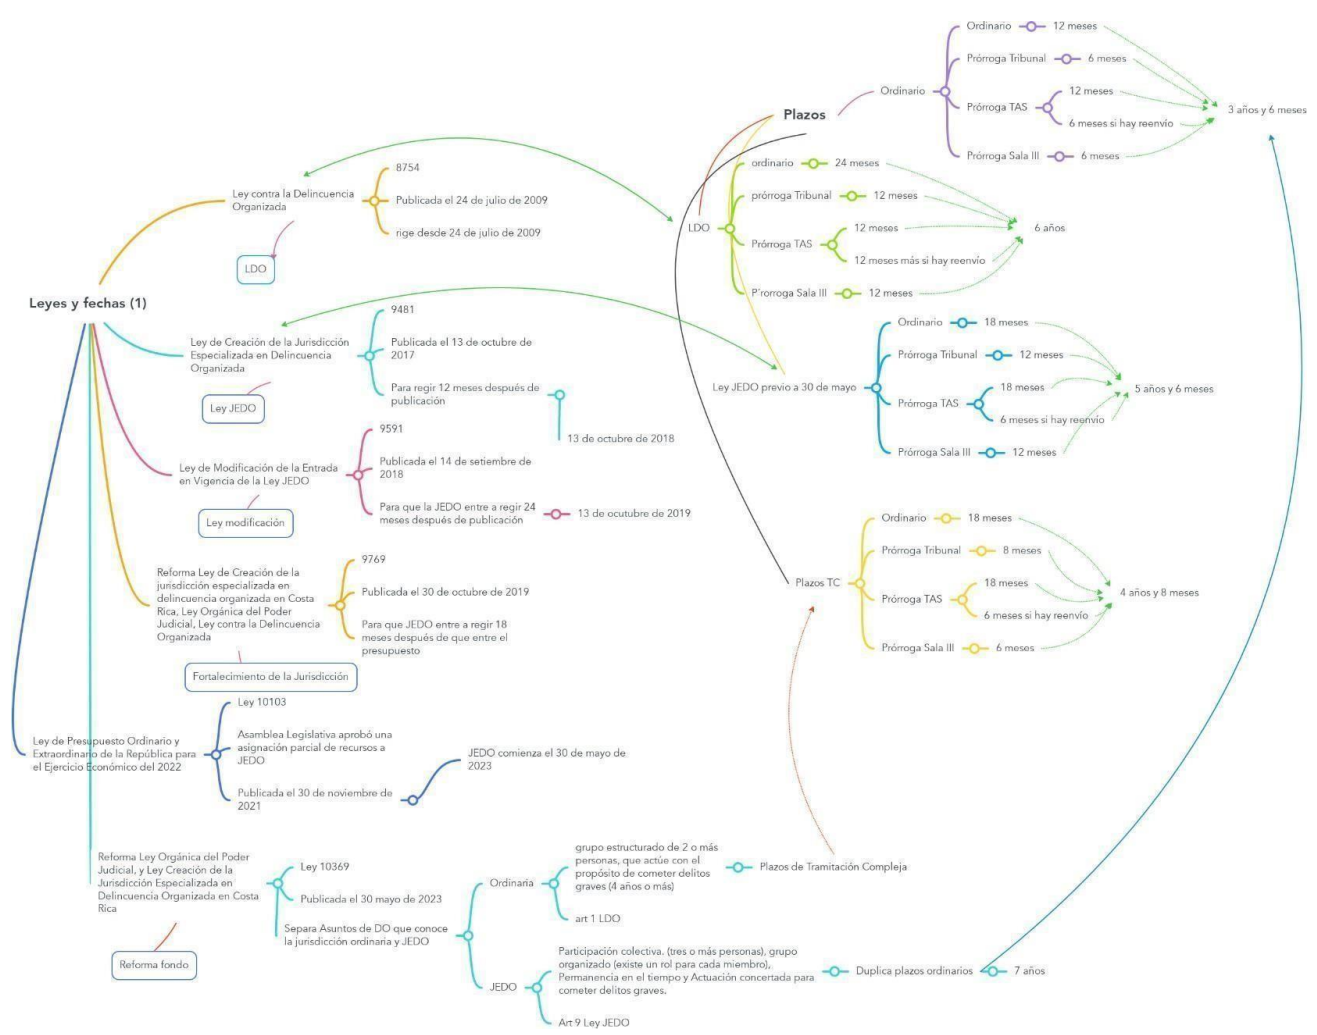 Leyes y fechas (1)
Ley contra la Delincuencia
Organizada
LDO
8754
Publicada el 24 de julio de 2009
rige desde 24 de julio de 2009
Ley de Creación de la Jurisdicción
Especializada en Delincuencia
Organizada
Ley JEDO
9481
Publicada el 13 de octubre de
2017
Para regir 12 meses después de
publicación
13 de octubre de 2018
Ley de Modificación de la Entrada
en Vigencia de la Ley JEDO
Ley modificación
9591
Publicada el 14 de setiembre de
2018
Para que la JEDO entre a regir 24
meses después de publicación
13 de ocutubre de 2019
Reforma Ley de Creación de la
jurisdicción especializada en
delincuencia organizada en Costa
Rica, Ley Orgánica del Poder
Judicial, Ley contra la Delincuencia
Organizada
Fortalecimiento de la Jurisdicción
9769
Publicada el 30 de octubre de 2019
Para que JEDO entre a regir 18
meses después de que entre el
presupuesto
Ley de Presupuesto Ordinario y
Extraordinario de la República para
el Ejercicio Económico del 2022
Ley 10103
Asamblea Legislativa aprobó una
asignación parcial de recursos a
JEDO
Publicada el 30 de noviembre de
2021
JEDO comienza el 30 de mayo de
2023
Reforma Ley Orgánica del Poder
Judicial, y Ley Creación de la
Jurisdicción Especializada en
Delincuencia Organizada en Costa
Rica
Reforma fondo
Ley 10369
Publicada el 30 mayo de 2023
Separa Asuntos de DO que conoce
la jurisdicción ordinaria y JEDO
Ordinaria
grupo estructurado de 2 o más
personas, que actúe con el
propósito de cometer delitos
graves (4 años o más)
Plazos de Tramitación Compleja
art 1 LDO
JEDO
Participación colectiva. (tres o más personas), grupo
organizado (existe un rol para cada miembro),
Permanencia en el tiempo y Actuación concertada para
cometer delitos graves.
Duplica plazos ordinarios
7 años
Art 9 Ley JEDO
Plazos
Ordinario
Ordinario
12 meses
Prórroga Tribunal
6 meses
Prórroga TAS
12 meses
6 meses si hay reenvío
Prórroga Sala III
6 meses
3 años y 6 meses
LDO
ordinario
24 meses
prórroga Tribunal
12 meses
Prórroga TAS
12 meses
12 meses más si hay reenvío
P´rorroga Sala III
12 meses
6 años
Ley JEDO previo a 30 de mayo
Ordinario
18 meses
Prórroga Tribunal
12 meses
Prórroga TAS
18 meses
6 meses si hay reenvío
Prórroga Sala III
12 meses
5 años y 6 meses
Plazos TC
Ordinario
18 meses
Prórroga Tribunal
8 meses
Prórroga TAS
18 meses
6 meses si hay reenvío
Prórroga Sala III
6 meses
4 años y 8 meses